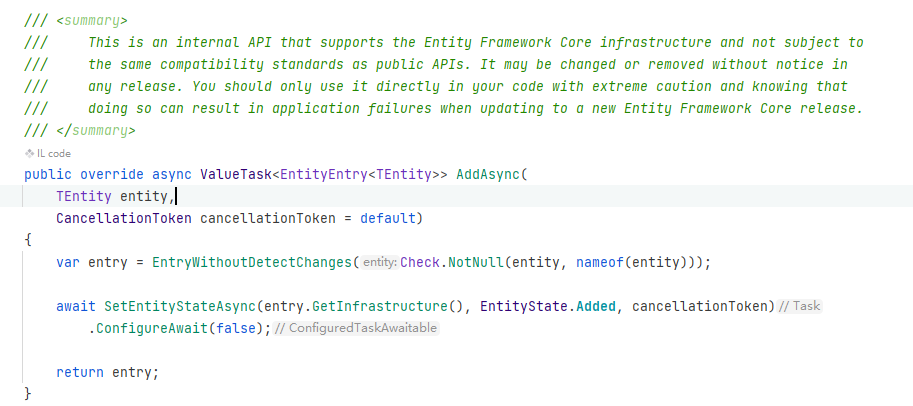 /// <summary>
///     This is an internal API that supports the Entity Framework Core infrastructure and not subject to
///     the same compatibility standards as public APIs. It may be changed or removed without notice in
///     any release. You should only use it directly in your code with extreme caution and knowing that
///     doing so can result in application failures when updating to a new Entity Framework Core release.
/// </summary>
IL code
public override async ValueTask<EntityEntry<TEntity>> AddAsync(
    TEntity entity,
    CancellationToken cancellationToken = default)
{
    var entry = EntryWithoutDetectChanges( entity: Check.NotNull(entity, nameof(entity)));

    await SetEntityStateAsync(entry.GetInfrastructure(), EntityState.Added, cancellationToken) // Task
        .ConfigureAwait(false); // ConfiguredTaskAwaitable

    return entry;
}